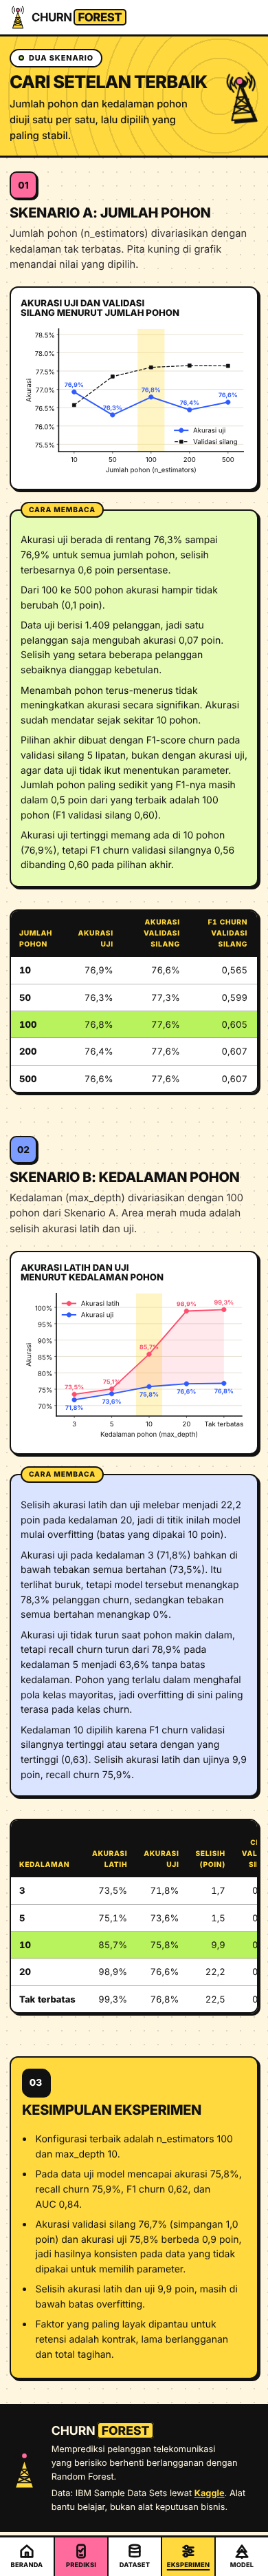 CHURN FOREST
DUA SKENARIO
CARI SETELAN TERBAIK
Jumlah pohon dan kedalaman pohon
diuji satu per satu, lalu dipilih yang
paling stabil.
01
SKENARIO A: JUMLAH POHON
Jumlah pohon (n_estimators) divariasikan dengan
kedalaman tak terbatas. Pita kuning di grafik
menandai nilai yang dipilih.
AKURASI UJI DAN VALIDASI
SILANG MENURUT JUMLAH POHON
78.5%
78.0%
77.5%
77.0%
76.5%
76.0%
75.5%
Akurasi
76,9%
76,3%
76,8%
76,4%
76,6%
Akurasi uji
Validasi silang
10 50 100 200 500
Jumlah pohon (n_estimators)
CARA MEMBACA
Akurasi uji berada di rentang 76,3% sampai
76,9% untuk semua jumlah pohon, selisih
terbesarnya 0,6 poin persentase.
Dari 100 ke 500 pohon akurasi hampir tidak
berubah (0,1 poin).
Data uji berisi 1.409 pelanggan, jadi satu
pelanggan saja mengubah akurasi 0,07 poin.
Selisih yang setara beberapa pelanggan
sebaiknya dianggap kebetulan.
Menambah pohon terus-menerus tidak
meningkatkan akurasi secara signifikan. Akurasi
sudah mendatar sejak sekitar 10 pohon.
Pilihan akhir dibuat dengan F1-score churn pada
validasi silang 5 lipatan, bukan dengan akurasi uji,
agar data uji tidak ikut menentukan parameter.
Jumlah pohon paling sedikit yang F1-nya masih
dalam 0,5 poin dari yang terbaik adalah 100
pohon (F1 validasi silang 0,60).
Akurasi uji tertinggi memang ada di 10 pohon
(76,9%), tetapi F1 churn validasi silangnya 0,56
dibanding 0,60 pada pilihan akhir.
JUMLAH POHON AKURASI UJI AKURASI VALIDASI SILANG F1 CHURN VALIDASI SILANG
10 76,9% 76,6% 0,565
50 76,3% 77,3% 0,599
100 76,8% 77,6% 0,605
200 76,4% 77,6% 0,607
500 76,6% 77,6% 0,607
02
SKENARIO B: KEDALAMAN POHON
Kedalaman (max_depth) divariasikan dengan 100
pohon dari Skenario A. Area merah muda adalah
selisih akurasi latih dan uji.
AKURASI LATIH DAN UJI
MENURUT KEDALAMAN POHON
100%
95%
90%
85%
80%
75%
70%
Akurasi
Akurasi latih
Akurasi uji
73,5%
75,1%
85,7%
98,9%
99,3%
71,8%
73,6%
75,8%
76,6%
76,8%
3 5 10 20 Tak terbatas
Kedalaman pohon (max_depth)
CARA MEMBACA
Selisih akurasi latih dan uji melebar menjadi 22,2
poin pada kedalaman 20, jadi di titik inilah model
mulai overfitting (batas yang dipakai 10 poin).
Akurasi uji pada kedalaman 3 (71,8%) bahkan di
bawah tebakan semua bertahan (73,5%). Itu
terlihat buruk, tetapi model tersebut menangkap
78,3% pelanggan churn, sedangkan tebakan
semua bertahan menangkap 0%.
Akurasi uji tidak turun saat pohon makin dalam,
tetapi recall churn turun dari 78,9% pada
kedalaman 5 menjadi 63,6% tanpa batas
kedalaman. Pohon yang terlalu dalam menghafal
pola kelas mayoritas, jadi overfitting di sini paling
terasa pada kelas churn.
Kedalaman 10 dipilih karena F1 churn validasi
silangnya tertinggi atau setara dengan yang
tertinggi (0,63). Selisih akurasi latih dan ujinya 9,9
poin, recall churn 75,9%.
KEDALAMAN AKURASI LATIH AKURASI UJI SELISIH (POIN)
3 73,5% 71,8% 1,7
5 75,1% 73,6% 1,5
10 85,7% 75,8% 9,9
20 98,9% 76,6% 22,2
Tak terbatas 99,3% 76,8% 22,5
03
KESIMPULAN EKSPERIMEN
Konfigurasi terbaik adalah n_estimators 100
dan max_depth 10.
Pada data uji model mencapai akurasi 75,8%,
recall churn 75,9%, F1 churn 0,62, dan
AUC 0,84.
Akurasi validasi silang 76,7% (simpangan 1,0
poin) dan akurasi uji 75,8% berbeda 0,9 poin,
jadi hasilnya konsisten pada data yang tidak
dipakai untuk memilih parameter.
Selisih akurasi latih dan uji 9,9 poin, masih di
bawah batas overfitting.
Faktor yang paling layak dipantau untuk
retensi adalah kontrak, lama berlangganan
dan total tagihan.
CHURN FOREST
Memprediksi pelanggan telekomunikasi
yang berisiko berhenti berlangganan dengan
Random Forest.
Data: IBM Sample Data Sets lewat Kaggle. Alat
bantu belajar, bukan alat keputusan bisnis.
BERANDA PREDIKSI DATASET EKSPERIMEN MODEL